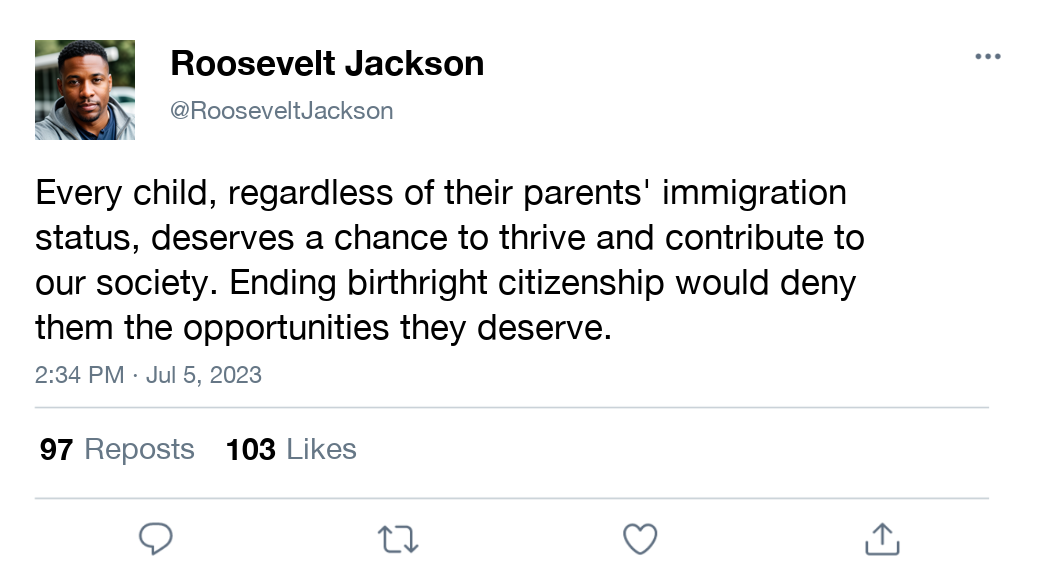 Roosevelt Jackson
@RooseveltJackson
Every child, regardless of their parents' immigration
status, deserves a chance to thrive and contribute to
our society. Ending birthright citizenship would deny
them the opportunities they deserve.
2:34 PM · Jul 5, 2023
97 Reposts 103 Likes